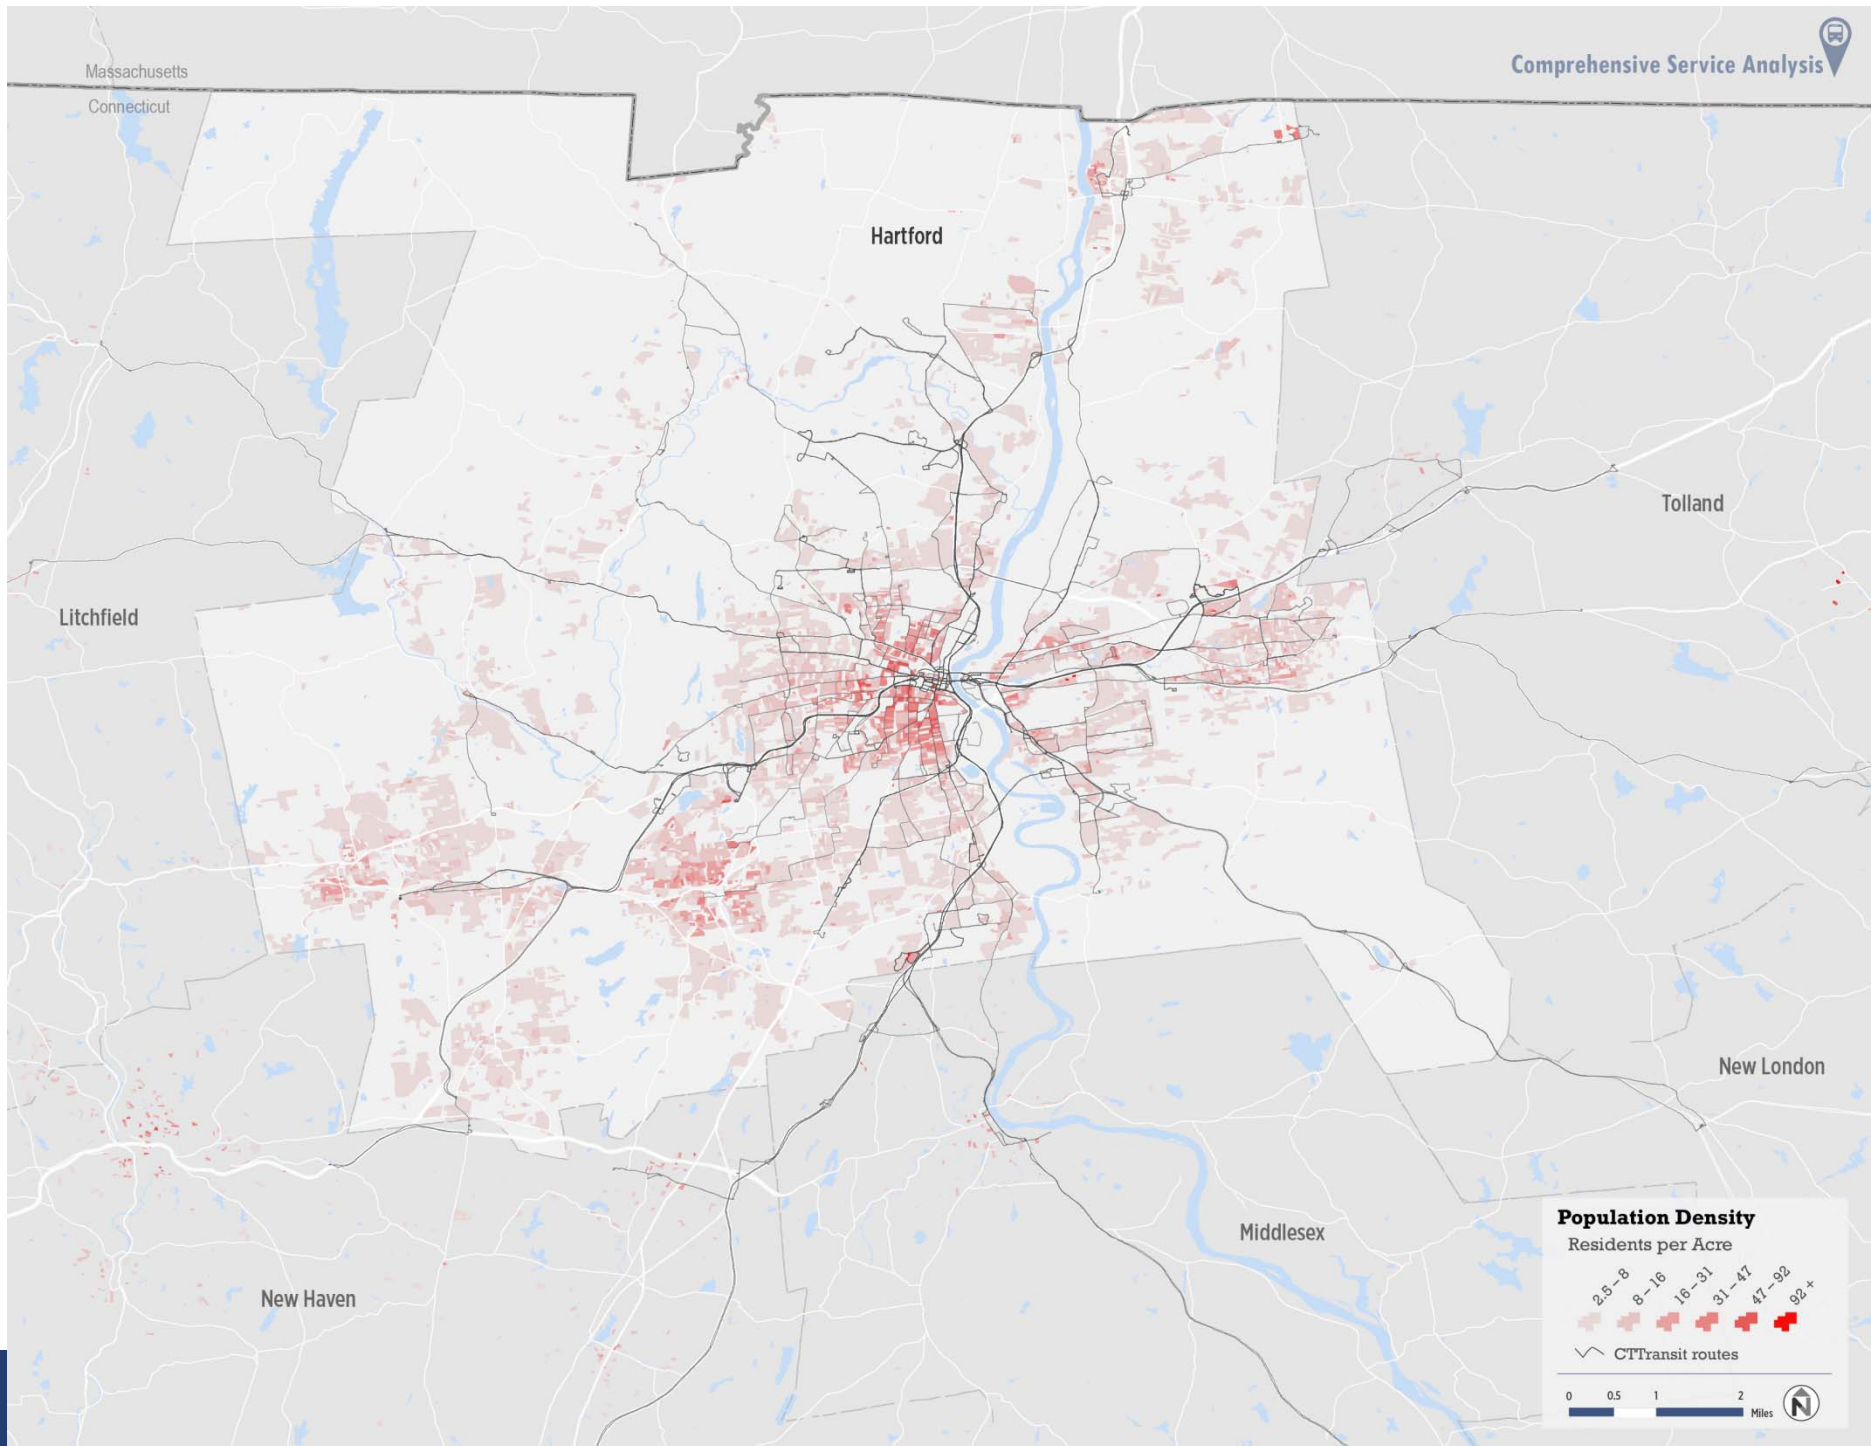 Comprehensive Service Analysis
Massachusetts
Connecticut
Hartford
Tolland
Litchfield
New London
Middlesex
New Haven
Population Density
Residents per Acre
2.5 – 8
8 – 16
16 – 31
31 – 47
47 – 92
92 +
CTTransit routes
0 0.5 1 2
Miles
N